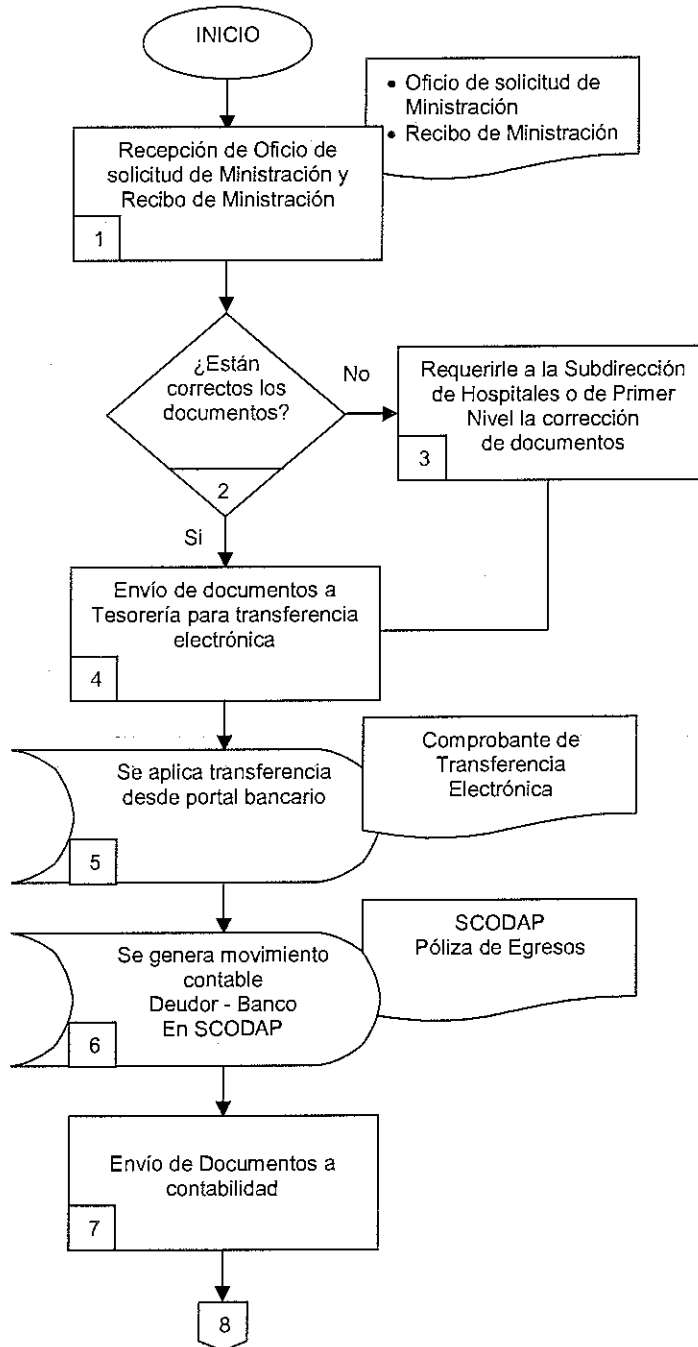 INICIO
• Oficio de solicitud de
Ministración
• Recibo de Ministración
Recepción de Oficio de
solicitud de Ministración y
Recibo de Ministración
1
¿Están
correctos los
documentos?
2
No
Requerirle a la Subdirección
de Hospitales o de Primer
Nivel la corrección
de documentos
3
Si
Envío de documentos a
Tesorería para transferencia
electrónica
4
Se aplica transferencia
desde portal bancario
5
Comprobante de
Transferencia
Electrónica
Se genera movimiento
contable
Deudor - Banco
En SCODAP
6
SCODAP
Póliza de Egresos
Envío de Documentos a
contabilidad
7
8